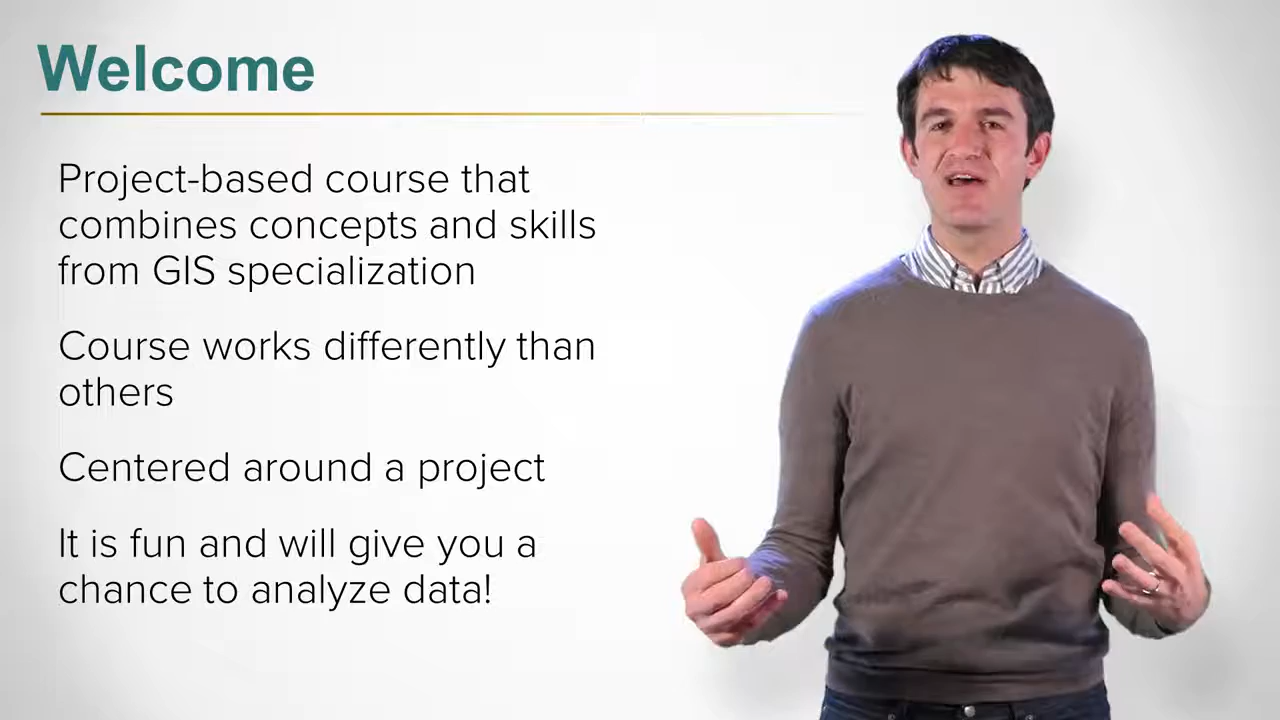 Welcome
Project-based course that
combines concepts and skills
from GIS specialization
Course works differently than
others
Centered around a project
It is fun and will give you a
chance to analyze data!